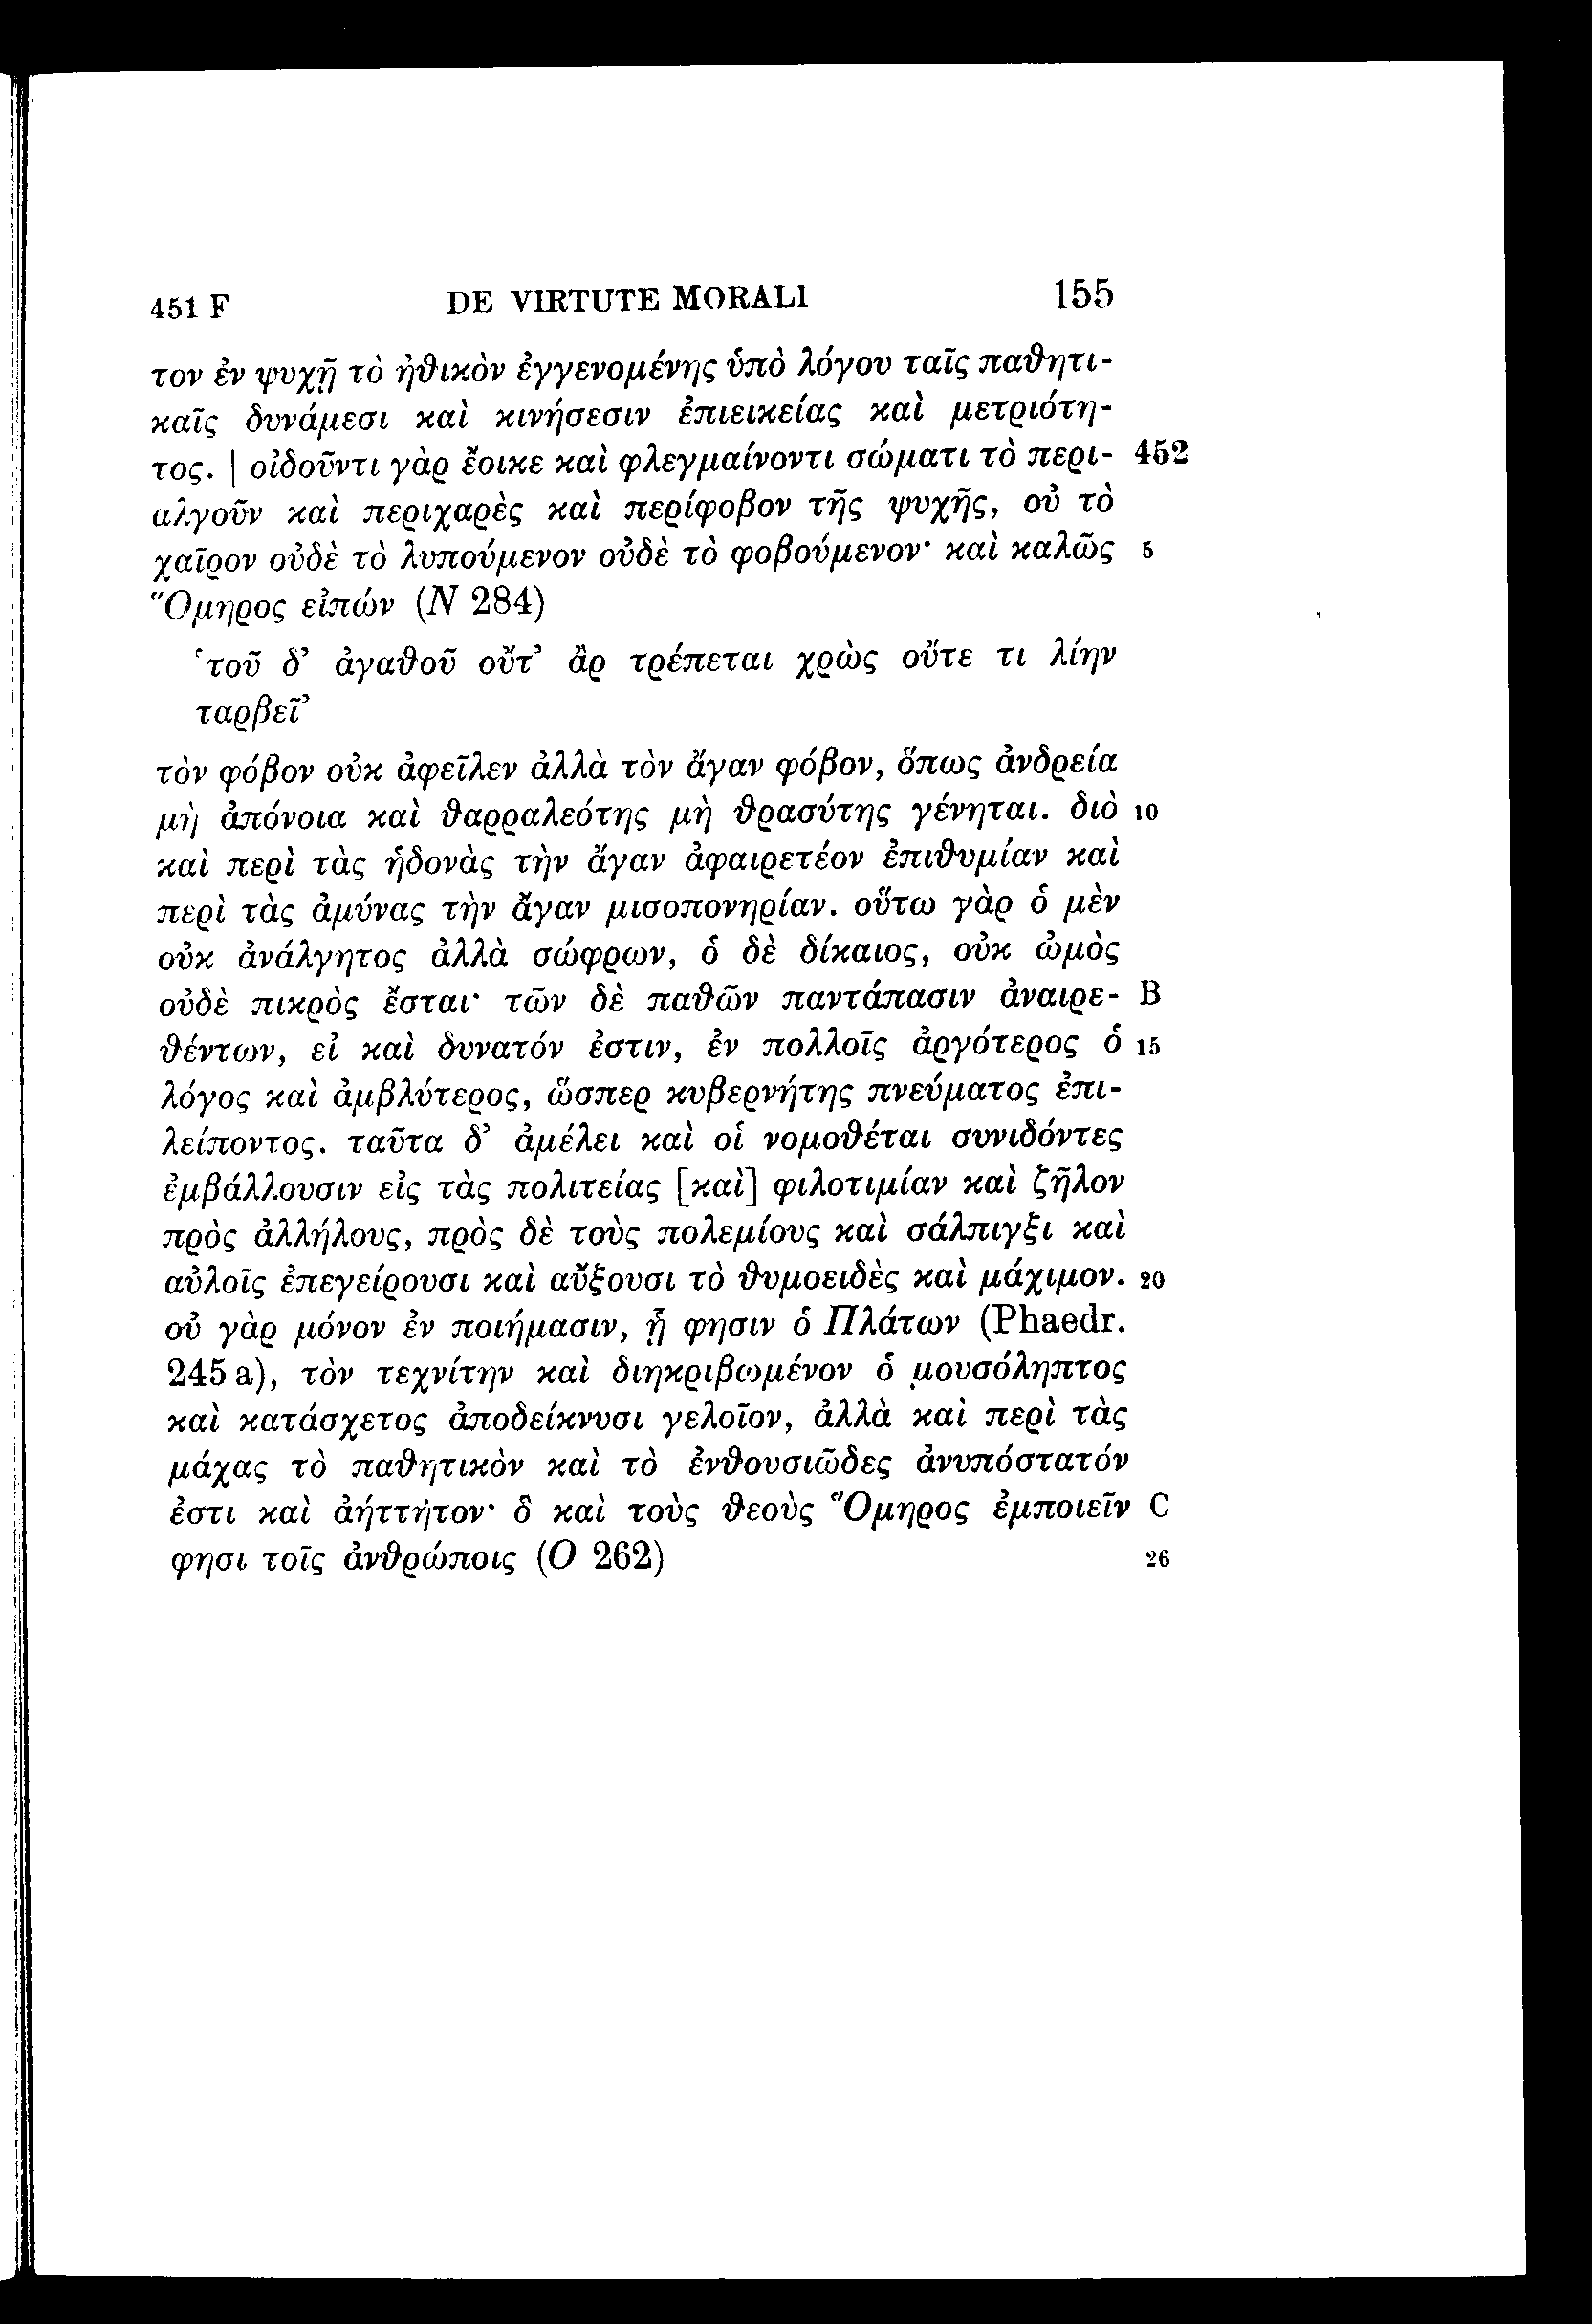 451 F DE VIRTUTE MORALI 155
τον ἐν ψυχῇ τὸ ἠθικὸν ἐγγενομένης ὑπὸ λόγου ταῖς παθητι-
καῖς δυνάμεσι καὶ κινήσεσιν ἐπιεικείας καὶ μετριότη-
τος. | οἰδοῦντι γὰρ ἔοικε καὶ φλεγμαίνοντι σώματι τὸ περι- 452
αλγοῦν καὶ περιχαρὲς καὶ περίφοβον τῆς ψυχῆς, οὐ τὸ
χαῖρον οὐδὲ τὸ λυπούμενον οὐδὲ τὸ φοβούμενον· καὶ καλῶς 5
Ὅμηρος εἰπών (N 284)
‘τοῦ δ’ ἀγαθοῦ οὔτ’ ἂρ τρέπεται χρὼς οὔτε τι λίην
ταρβεῖ’
τὸν φόβον οὐκ ἀφεῖλεν ἀλλὰ τὸν ἄγαν φόβον, ὅπως ἀνδρεία
μὴ ἀπόνοια καὶ θαρραλεότης μὴ θρασύτης γένηται. διὸ 10
καὶ περὶ τὰς ἡδονὰς τὴν ἄγαν ἀφαιρετέον ἐπιθυμίαν καὶ
περὶ τὰς ἀμύνας τὴν ἄγαν μισοπονηρίαν. οὕτω γὰρ ὁ μὲν
οὐκ ἀνάλγητος ἀλλὰ σώφρων, ὁ δὲ δίκαιος, οὐκ ὠμὸς
οὐδὲ πικρὸς ἔσται· τῶν δὲ παθῶν παντάπασιν ἀναιρε- B
θέντων, εἰ καὶ δυνατόν ἐστιν, ἐν πολλοῖς ἀργότερος ὁ 15
λόγος καὶ ἀμβλύτερος, ὥσπερ κυβερνήτης πνεύματος ἐπι-
λείποντος. ταῦτα δ’ ἀμέλει καὶ οἱ νομοθέται συνιδόντες
ἐμβάλλουσιν εἰς τὰς πολιτείας [καὶ] φιλοτιμίαν καὶ ζῆλον
πρὸς ἀλλήλους, πρὸς δὲ τοὺς πολεμίους καὶ σάλπιγξι καὶ
αὐλοῖς ἐπεγείρουσι καὶ αὔξουσι τὸ θυμοειδὲς καὶ μάχιμον. 20
οὐ γὰρ μόνον ἐν ποιήμασιν, ᾗ φησιν ὁ Πλάτων (Phaedr.
245 a), τὸν τεχνίτην καὶ διηκριβωμένον ὁ μουσόληπτος
καὶ κατάσχετος ἀποδείκνυσι γελοῖον, ἀλλὰ καὶ περὶ τὰς
μάχας τὸ παθητικὸν καὶ τὸ ἐνθουσιῶδες ἀνυπόστατόν
ἐστι καὶ ἀήττητον· ὃ καὶ τοὺς θεοὺς Ὅμηρος ἐμποιεῖν C
φησι τοῖς ἀνθρώποις (O 262) 26